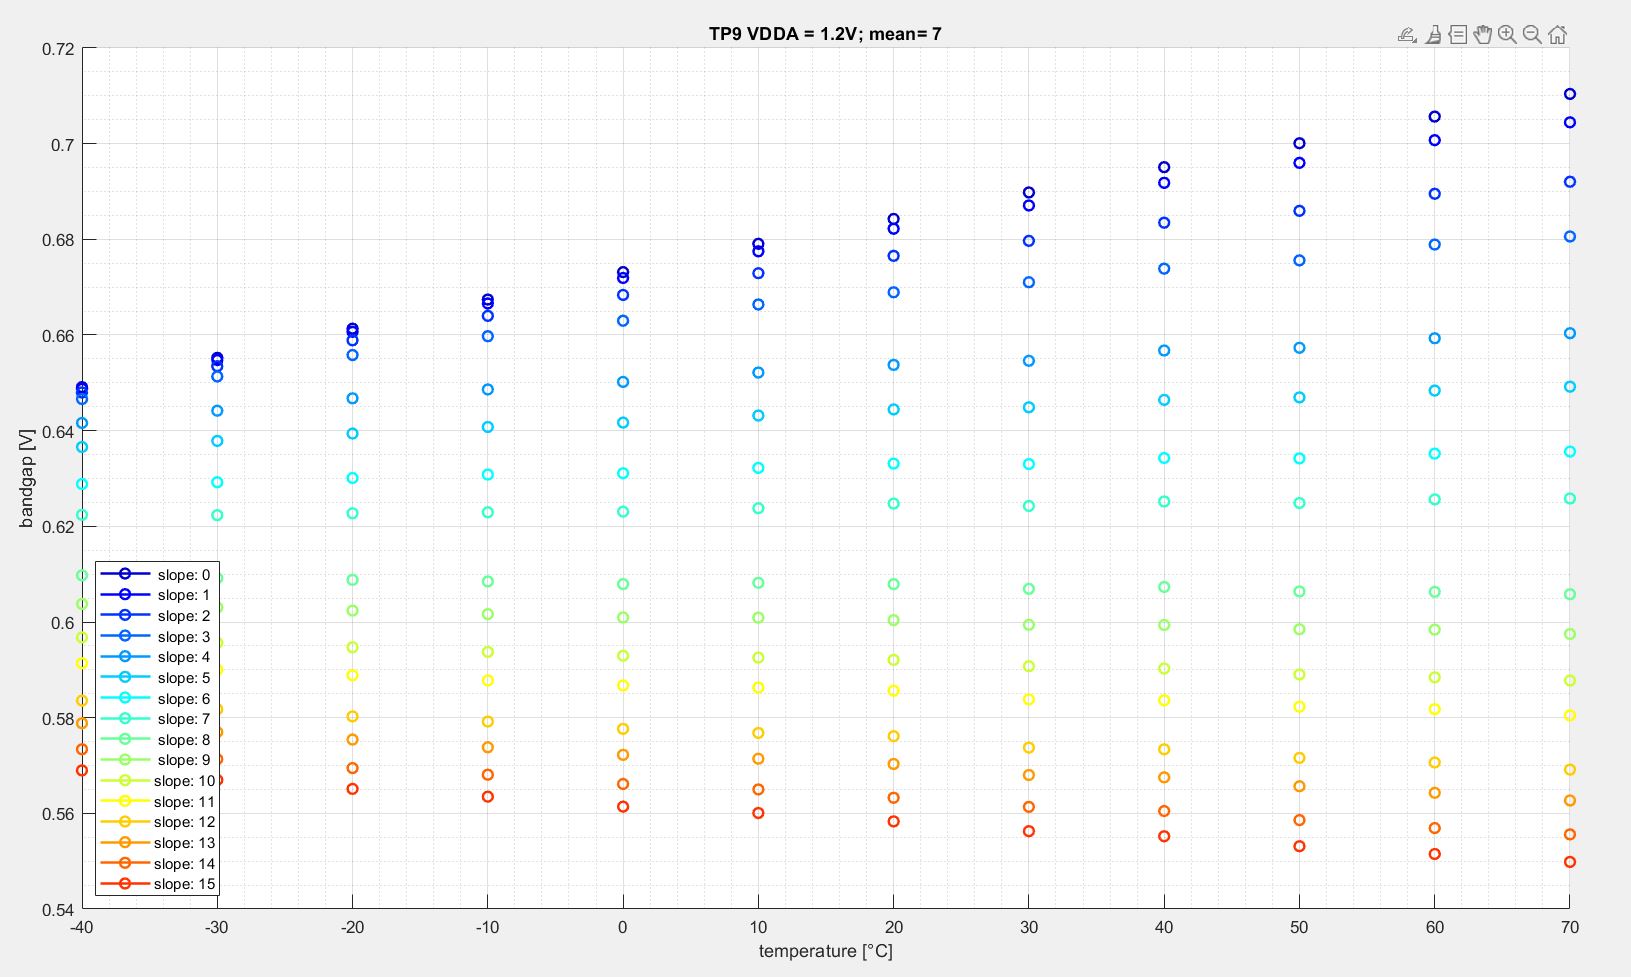 TP9 VDDA = 1.2V; mean= 7
0.72
0.7
0.68
0.66
0.64
0.62
0.6
0.58
0.56
0.54
bandgap [V]
slope: 0
slope: 1
slope: 2
slope: 3
slope: 4
slope: 5
slope: 6
slope: 7
slope: 8
slope: 9
slope: 10
slope: 11
slope: 12
slope: 13
slope: 14
slope: 15
-40 -30 -20 -10 0 10 20 30 40 50 60 70
temperature [°C]